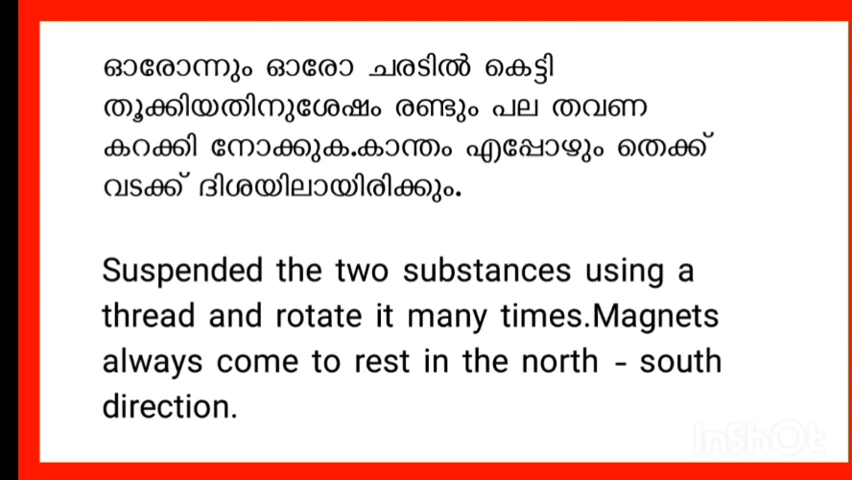 ഓരോന്നും ഓരോ ചരടിൽ കെട്ടി
തൂക്കിയതിനുശേഷം രണ്ടും പല തവണ
കറക്കി നോക്കുക.കാന്തം എപ്പോഴും തെക്ക്
വടക്ക് ദിശയിലായിരിക്കും.
Suspended the two substances using a
thread and rotate it many times.Magnets
always come to rest in the north - south
direction.
InShOt